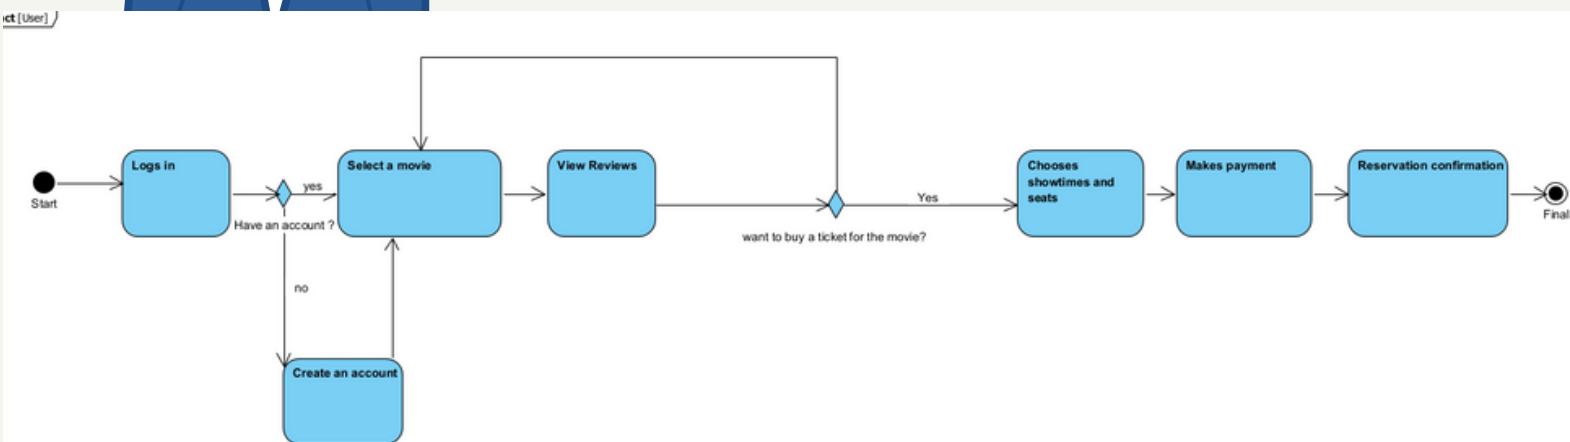 ct [User]
Logs in
Select a movie
View Reviews
Chooses
showtimes and
seats
Makes payment
Reservation confirmation
yes
Yes
Start
Final
Have an account ?
want to buy a ticket for the movie?
no
Create an account